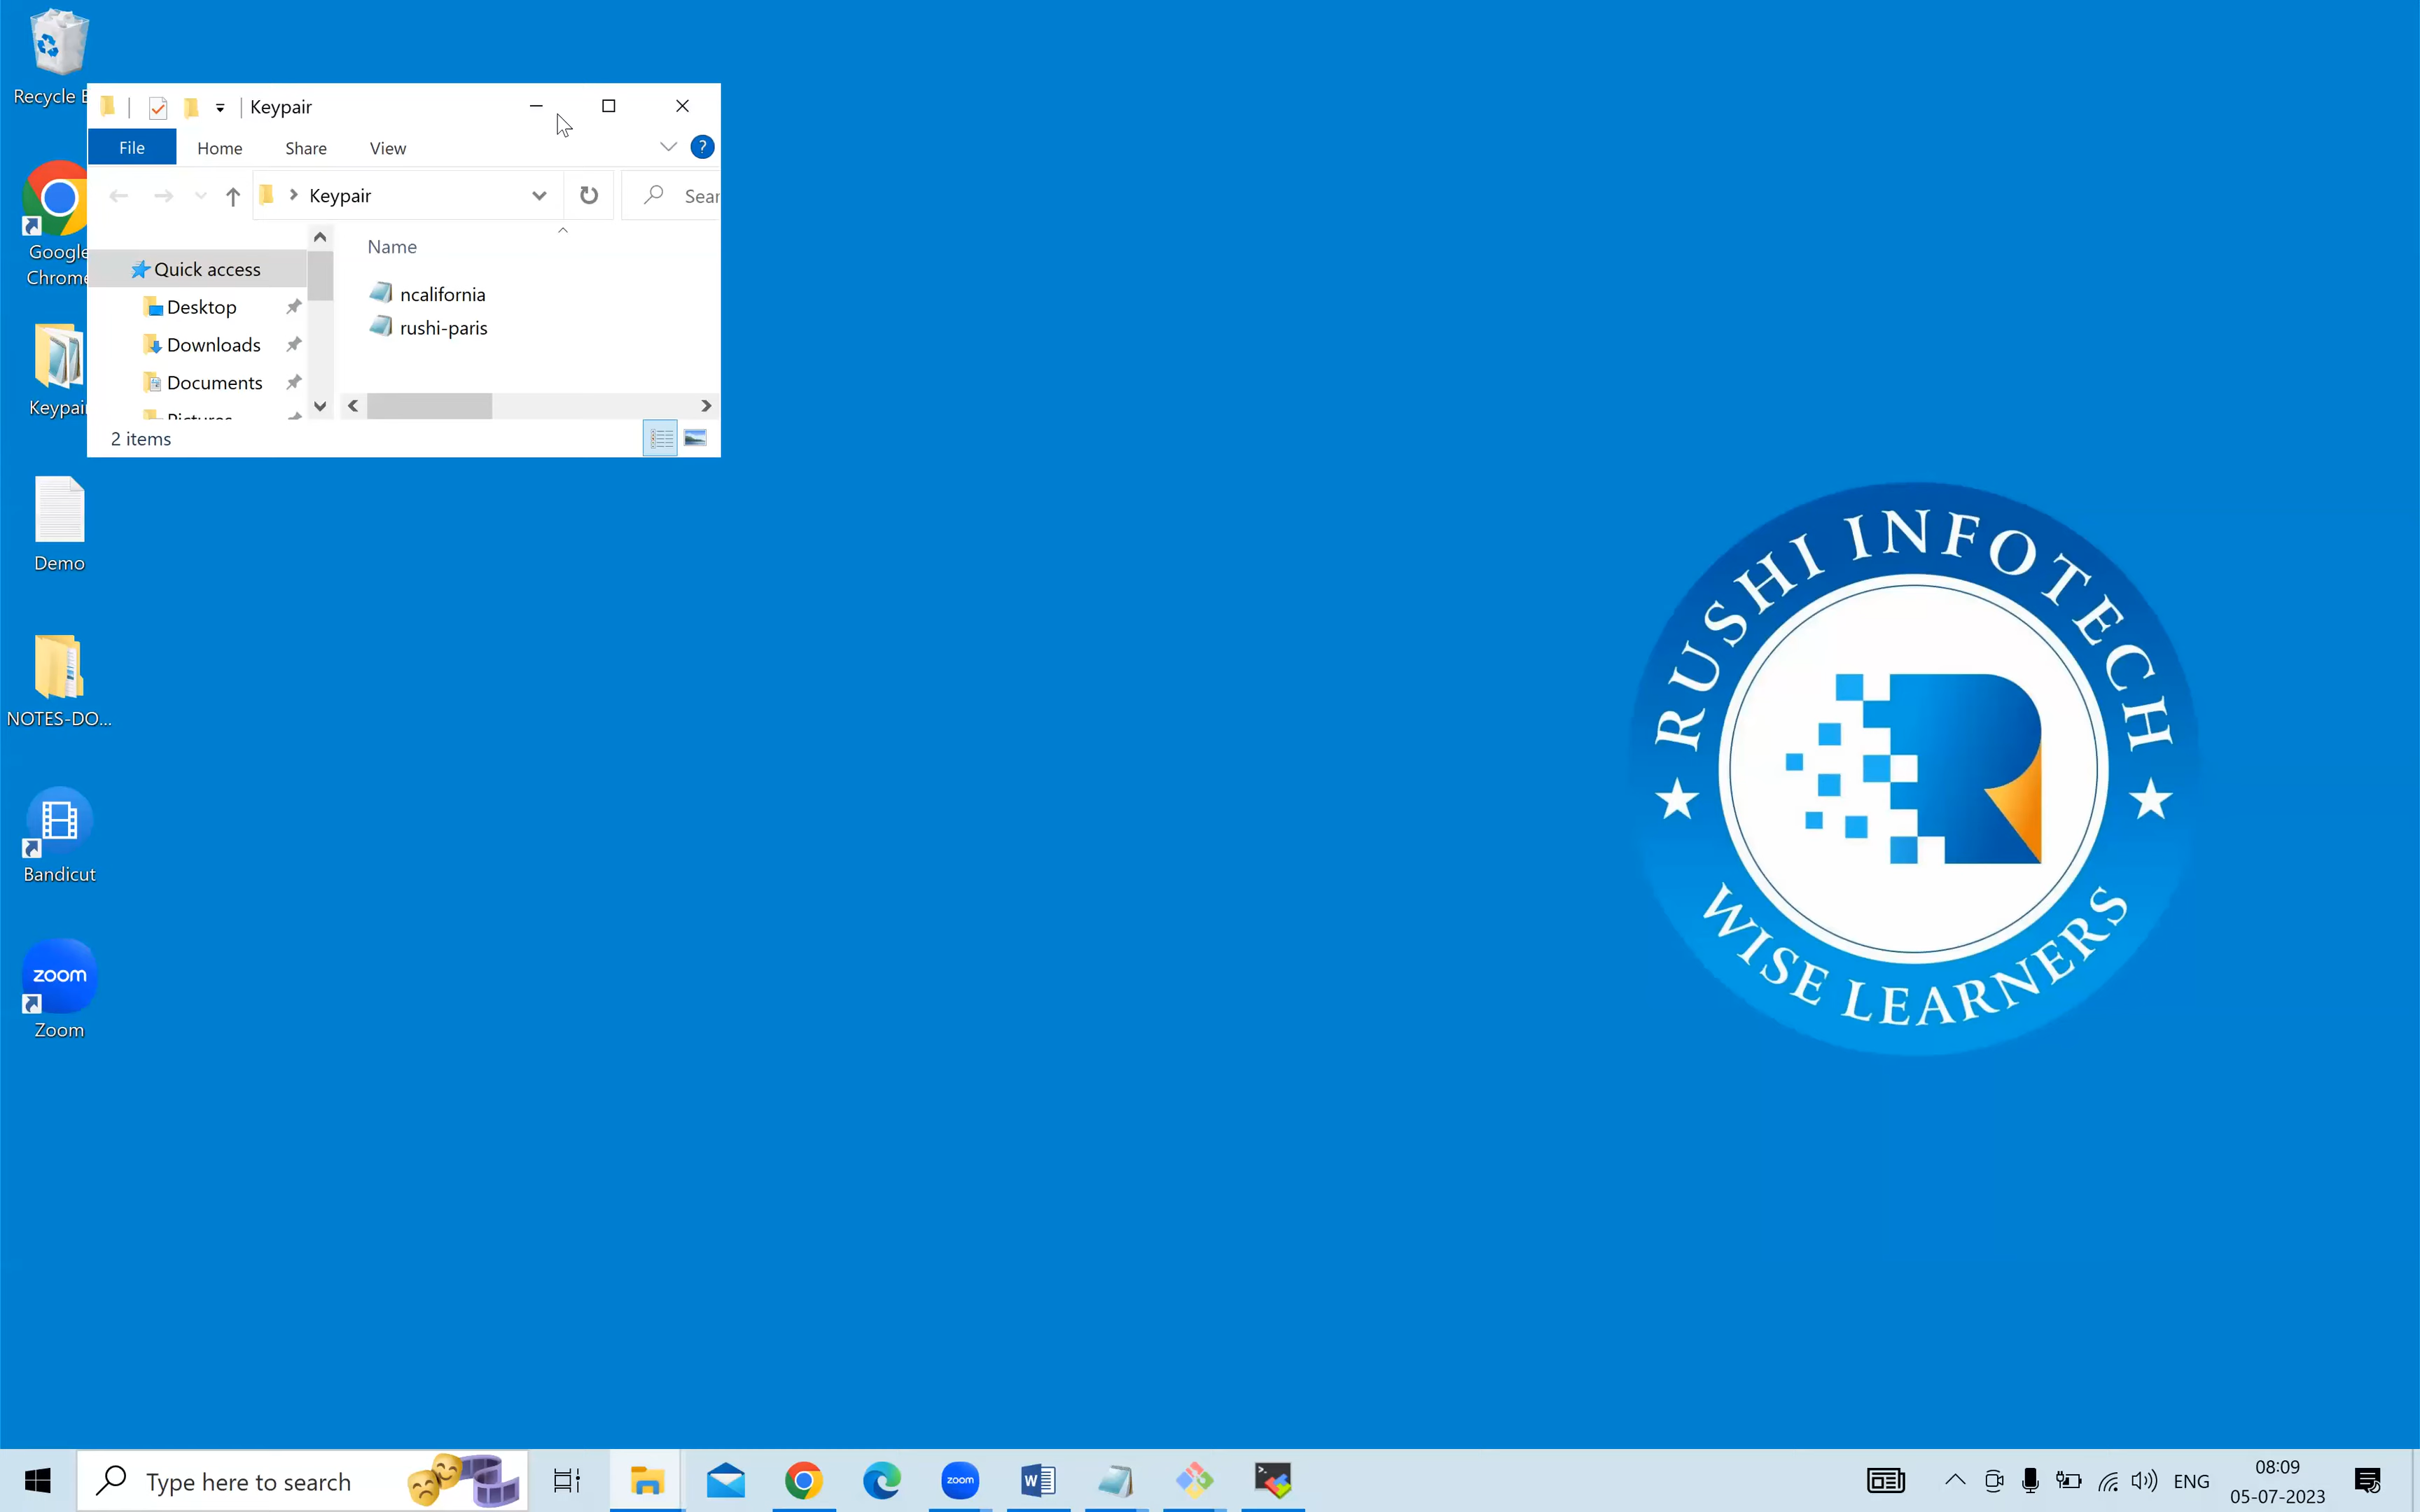 Recycle
Keypair
File
Home
Share
View
?
Keypair
Sear
Google
Chrome
Name
Quick access
ncalifornia
Desktop
rushi-paris
Downloads
Documents
Pictures
Keypair
2 items
Demo
NOTES-DO...
Bandicut
zoom
Zoom
RUSHI INFOTECH
WISE LEARNERS
Type here to search
zoom
W
ENG
08:09
05-07-2023